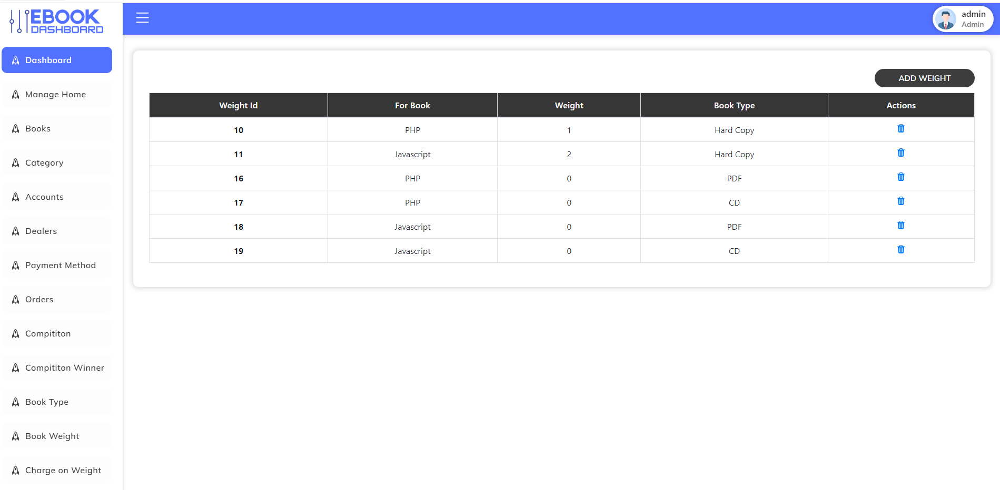 EBOOK
DASHBOARD
admin
Admin
Dashboard
Manage Home
Books
Category
Accounts
Dealers
Payment Method
Orders
Compititon
Compititon Winner
Book Type
Book Weight
Charge on Weight
ADD WEIGHT
Weight Id For Book Weight Book Type Actions
10 PHP 1 Hard Copy
11 Javascript 2 Hard Copy
16 PHP 0 PDF
17 PHP 0 CD
18 Javascript 0 PDF
19 Javascript 0 CD